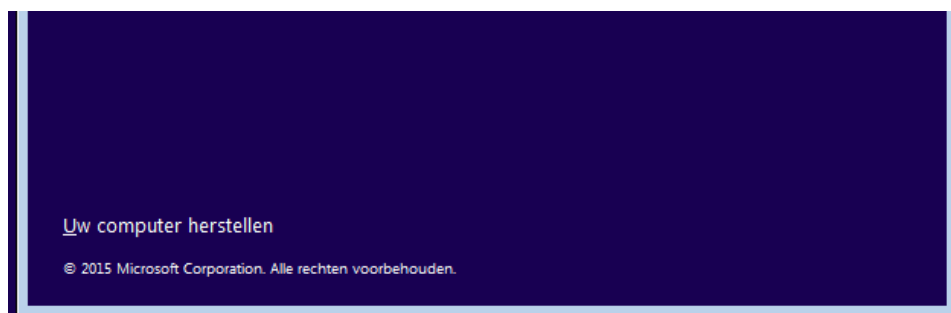 Uw computer herstellen
© 2015 Microsoft Corporation. Alle rechten voorbehouden.